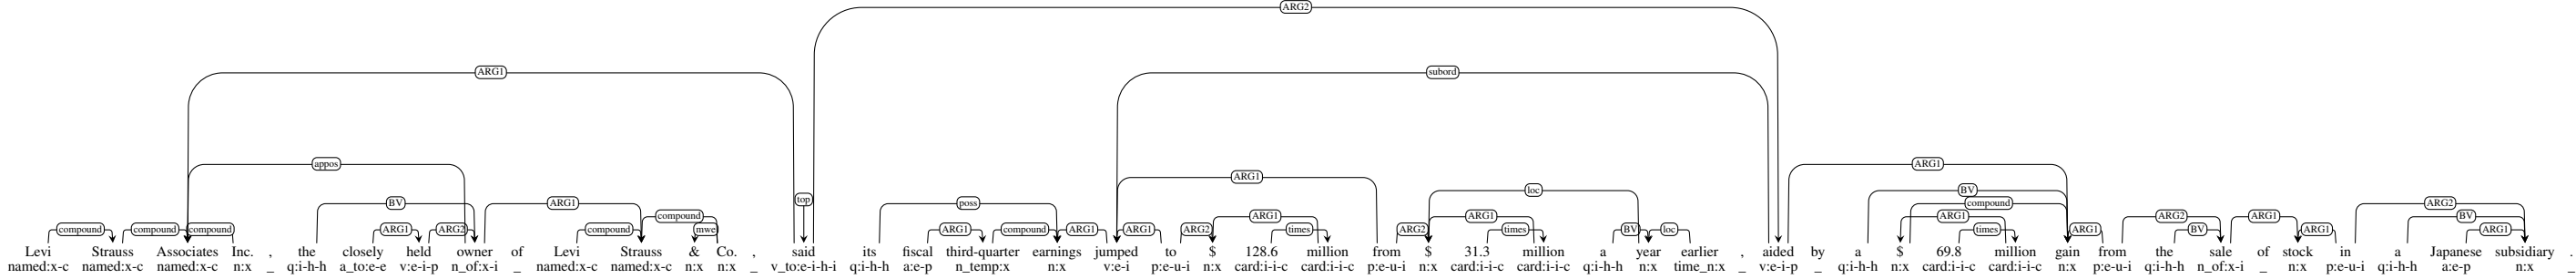 ARG2
ARG1 subord
appos ARG1
ARG1 loc BV
top
BV ARG1 compound poss compound ARG2
ARG1 ARG1 ARG1 ARG2 ARG1 BV
compound compound compound ARG1 ARG2 compound mwe ARG1 compound ARG1 ARG1 ARG2 times ARG2 times BV loc times ARG1 BV ARG1 ARG1
Levi Strauss Associates Inc. , the closely held owner of Levi Strauss & Co. , said its fiscal third-quarter earnings jumped to $ 128.6 million from $ 31.3 million a year earlier , aided by a $ 69.8 million gain from the sale of stock in a Japanese subsidiary .
named:x-c named:x-c named:x-c n:x _ q:i-h-h a_to:e-e v:e-i-p n_of:x-i _ named:x-c named:x-c n:x n:x _ v_to:e-i-h-i q:i-h-h a:e-p n_temp:x n:x v:e-i p:e-u-i n:x card:i-i-c card:i-i-c p:e-u-i n:x card:i-i-c card:i-i-c q:i-h-h n:x time_n:x _ v:e-i-p _ q:i-h-h n:x card:i-i-c card:i-i-c n:x p:e-u-i q:i-h-h n_of:x-i _ n:x p:e-u-i q:i-h-h a:e-p n:x _